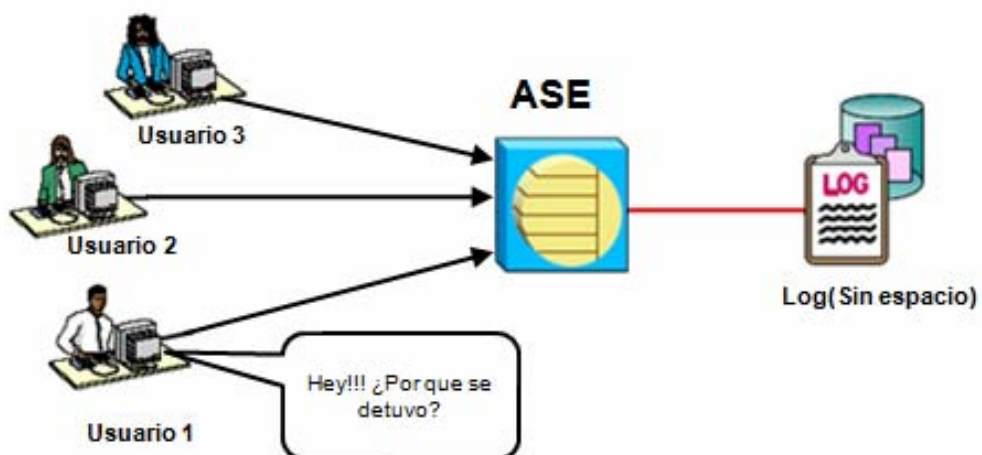 Usuario 3
ASE
Usuario 2
LOG
Log(Sin espacio)
Hey!!! ¿Por que se
detuvo?
Usuario 1